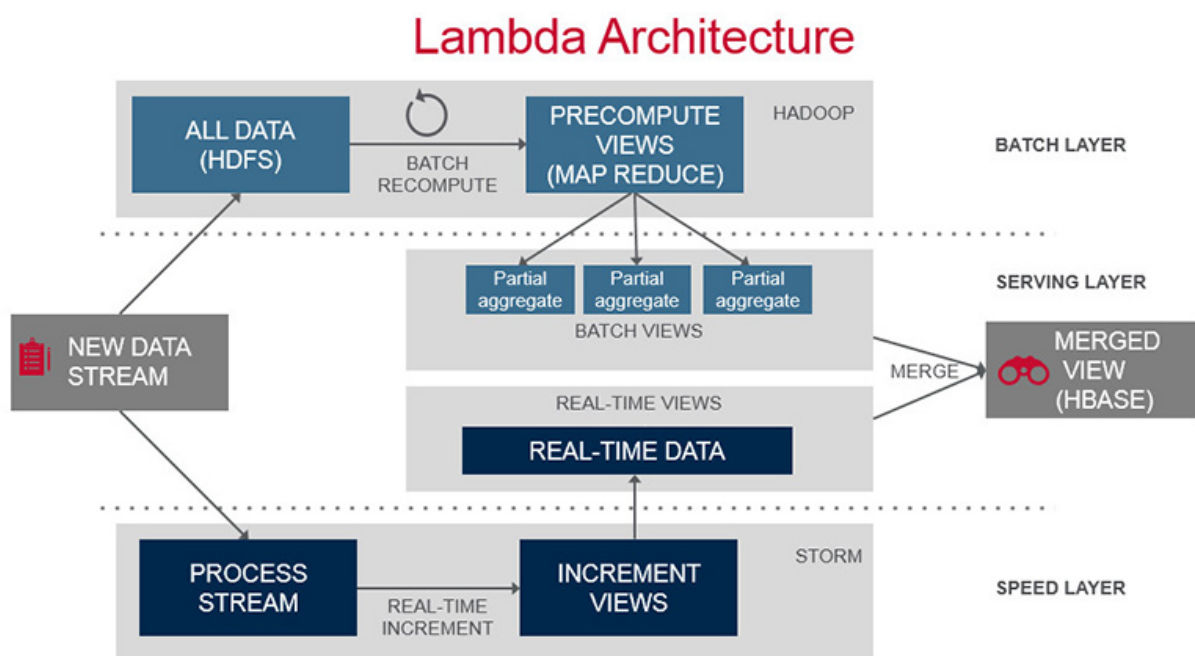 Lambda Architecture
ALL DATA
(HDFS)
BATCH
RECOMPUTE
PRECOMPUTE
VIEWS
(MAP REDUCE)
HADOOP
BATCH LAYER
Partial
aggregate
Partial
aggregate
Partial
aggregate
BATCH VIEWS
SERVING LAYER
NEW DATA
STREAM
MERGE
MERGED
VIEW
(HBASE)
REAL-TIME VIEWS
REAL-TIME DATA
PROCESS
STREAM
REAL-TIME
INCREMENT
INCREMENT
VIEWS
STORM
SPEED LAYER